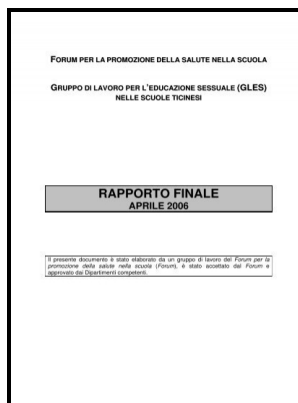 FORUM PER LA PROMOZIONE DELLA SALUTE NELLA SCUOLA
GRUPPO DI LAVORO PER L'EDUCAZIONE SESSUALE (GLES)
NELLE SCUOLE TICINESI
RAPPORTO FINALE
APRILE 2006
Il presente documento è stato elaborato da un gruppo di lavoro del Forum per la
promozione della salute nella scuola (Forum), è stato accettato dal Forum e
approvato dai Dipartimenti competenti.